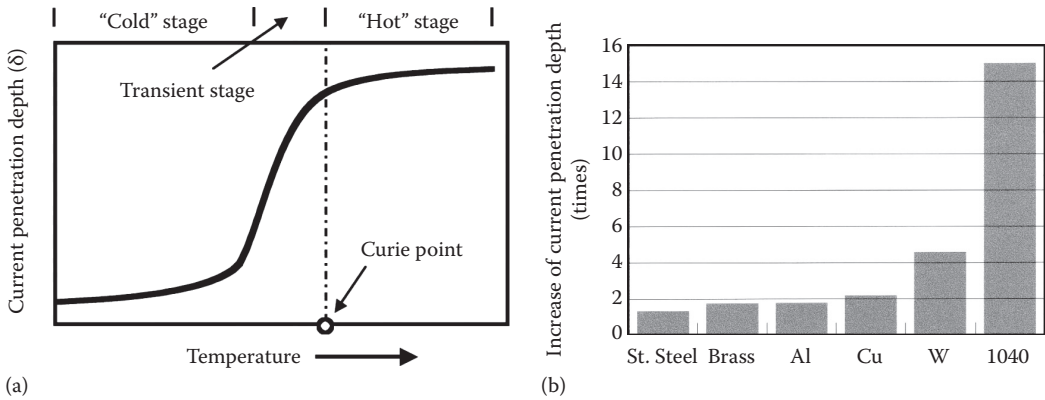 “Cold” stage
“Hot” stage
Transient stage
Current penetration depth (δ)
Curie point
Temperature
(a)
Increase of current penetration depth
(times)
16
14
12
10
8
6
4
2
0
St. Steel Brass Al Cu W 1040
(b)